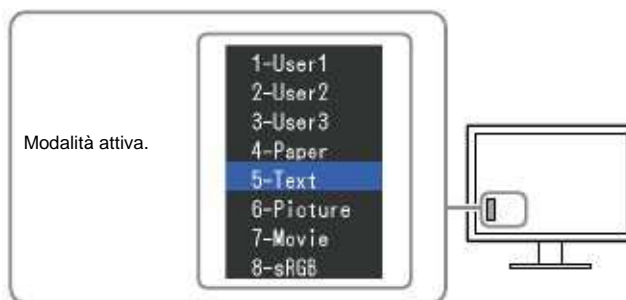 Modalità attiva.
1-User1
2-User2
3-User3
4-Paper
5-Text
6-Picture
7-Movie
8-sRGB